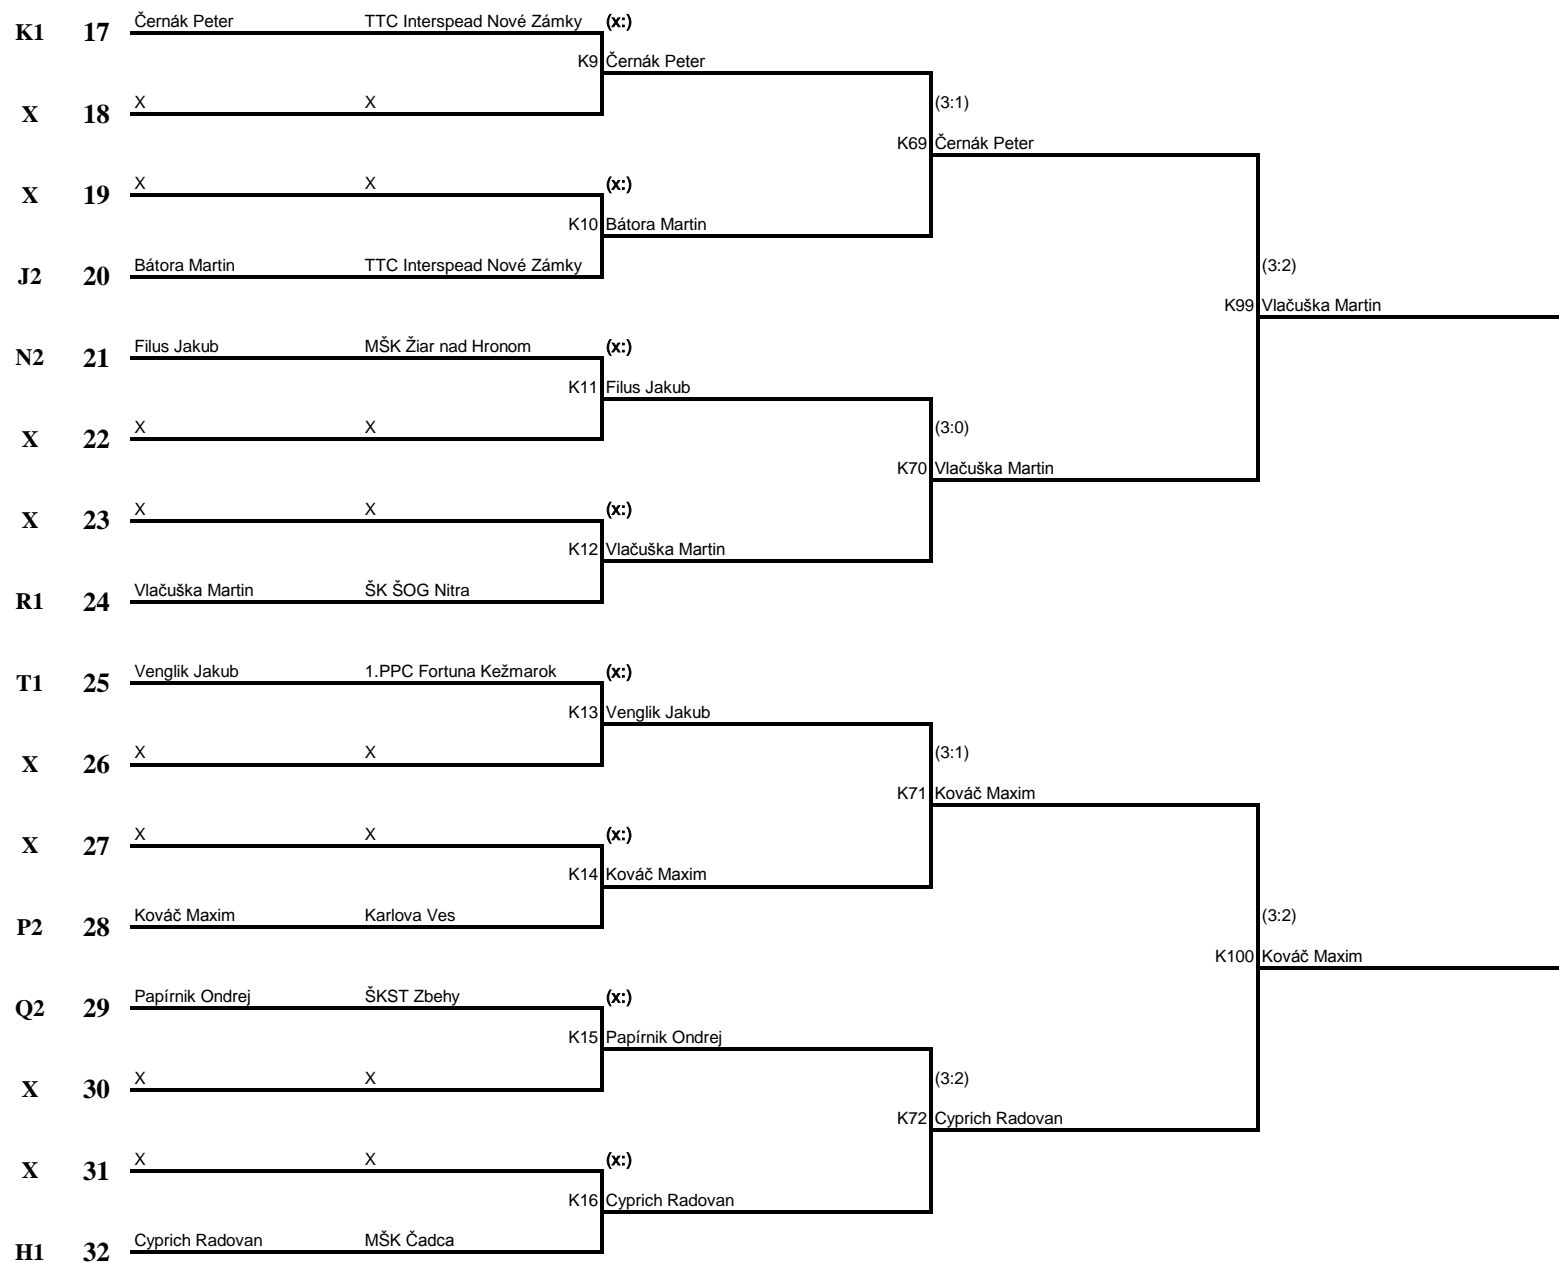 K1 17 Černák Peter TTC Interspead Nové Zámky (x:)
K9 Černák Peter
X 18 X X (3:1)
K69 Černák Peter
X 19 X X (x:)
K10 Bátora Martin
J2 20 Bátora Martin TTC Interspead Nové Zámky (3:2)
K99 Vlačuška Martin
N2 21 Filus Jakub MŠK Žiar nad Hronom (x:)
K11 Filus Jakub
X 22 X X (3:0)
K70 Vlačuška Martin
X 23 X X (x:)
K12 Vlačuška Martin
R1 24 Vlačuška Martin ŠK ŠOG Nitra
T1 25 Venglik Jakub 1.PPC Fortuna Kežmarok (x:)
K13 Venglik Jakub
X 26 X X (3:1)
K71 Kováč Maxim
X 27 X X (x:)
K14 Kováč Maxim
P2 28 Kováč Maxim Karlova Ves (3:2)
K100 Kováč Maxim
Q2 29 Papírnik Ondrej ŠKST Zbehy (x:)
K15 Papírnik Ondrej
X 30 X X (3:2)
K72 Cyprich Radovan
X 31 X X (x:)
K16 Cyprich Radovan
H1 32 Cyprich Radovan MŠK Čadca